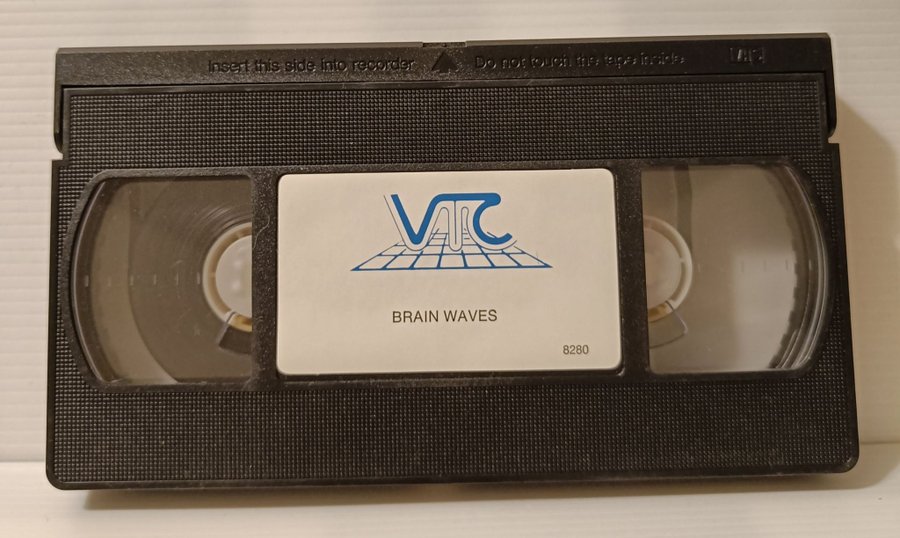 Insert this side into recorder ▲ Do not touch the tape inside VHS
VTC
BRAIN WAVES
8280